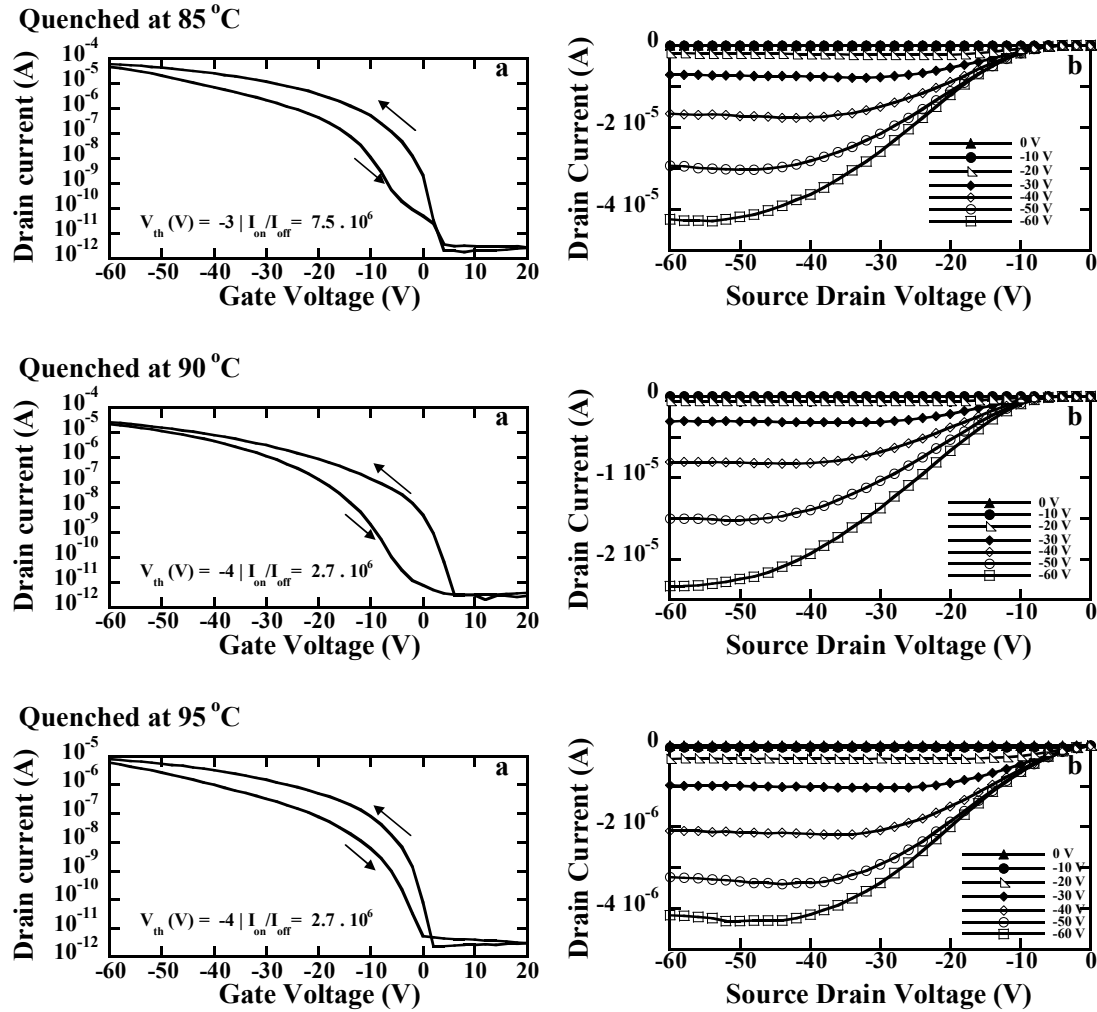 Quenched at 85 °C
Drain current (A)
10⁻⁴
10⁻⁵
10⁻⁶
10⁻⁷
10⁻⁸
10⁻⁹
10⁻¹⁰
10⁻¹¹
10⁻¹²
a
V_th (V) = -3 | I_on/I_off = 7.5 . 10⁶
-60 -50 -40 -30 -20 -10 0 10 20
Gate Voltage (V)
Drain Current (A)
0
-2 10⁻⁵
-4 10⁻⁵
b
0 V
-10 V
-20 V
-30 V
-40 V
-50 V
-60 V
-60 -50 -40 -30 -20 -10 0
Source Drain Voltage (V)
Quenched at 90 °C
Drain current (A)
10⁻⁴
10⁻⁵
10⁻⁶
10⁻⁷
10⁻⁸
10⁻⁹
10⁻¹⁰
10⁻¹¹
10⁻¹²
a
V_th (V) = -4 | I_on/I_off = 2.7 . 10⁶
-60 -50 -40 -30 -20 -10 0 10 20
Gate Voltage (V)
Drain Current (A)
0
-1 10⁻⁵
-2 10⁻⁵
b
0 V
-10 V
-20 V
-30 V
-40 V
-50 V
-60 V
-60 -50 -40 -30 -20 -10 0
Source Drain Voltage (V)
Quenched at 95 °C
Drain current (A)
10⁻⁵
10⁻⁶
10⁻⁷
10⁻⁸
10⁻⁹
10⁻¹⁰
10⁻¹¹
10⁻¹²
a
V_th (V) = -4 | I_on/I_off = 2.7 . 10⁶
-60 -50 -40 -30 -20 -10 0 10 20
Gate Voltage (V)
Drain Current (A)
0
-2 10⁻⁶
-4 10⁻⁶
b
0 V
-10 V
-20 V
-30 V
-40 V
-50 V
-60 V
-60 -50 -40 -30 -20 -10 0
Source Drain Voltage (V)